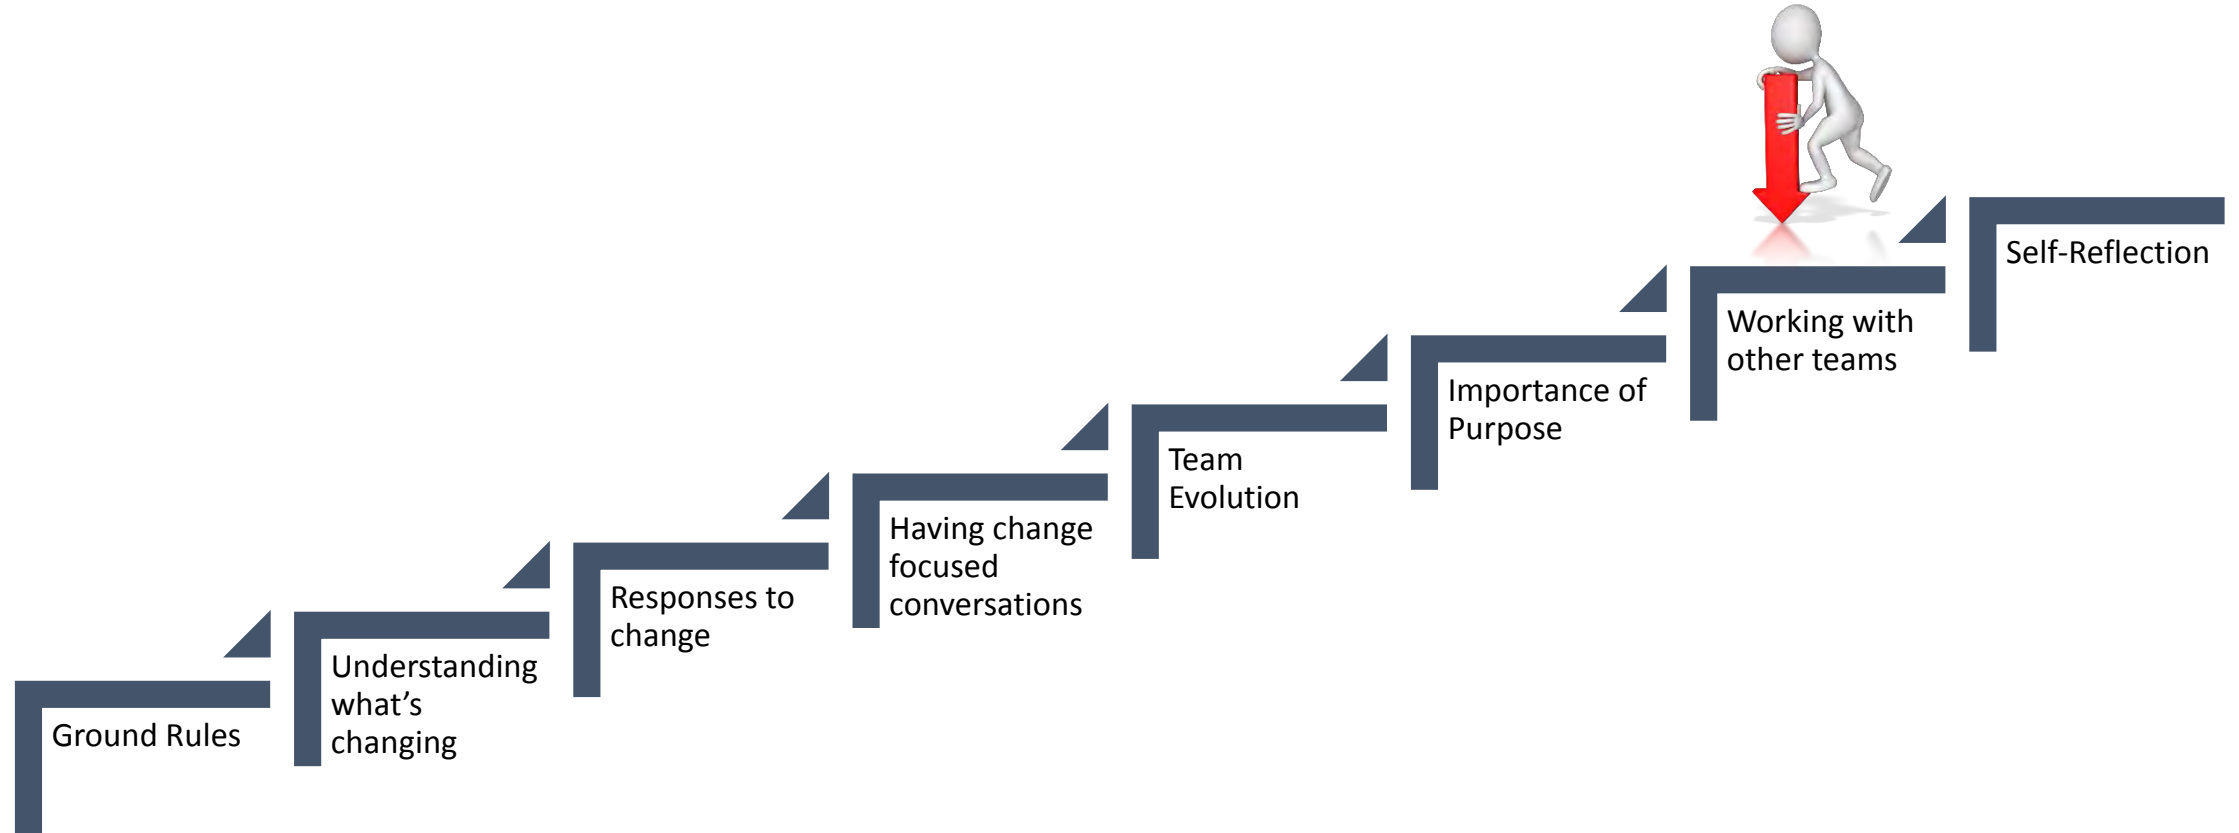 Ground Rules
Understanding
what’s
changing
Responses to
change
Having change
focused
conversations
Team
Evolution
Importance of
Purpose
Working with
other teams
Self-Reflection